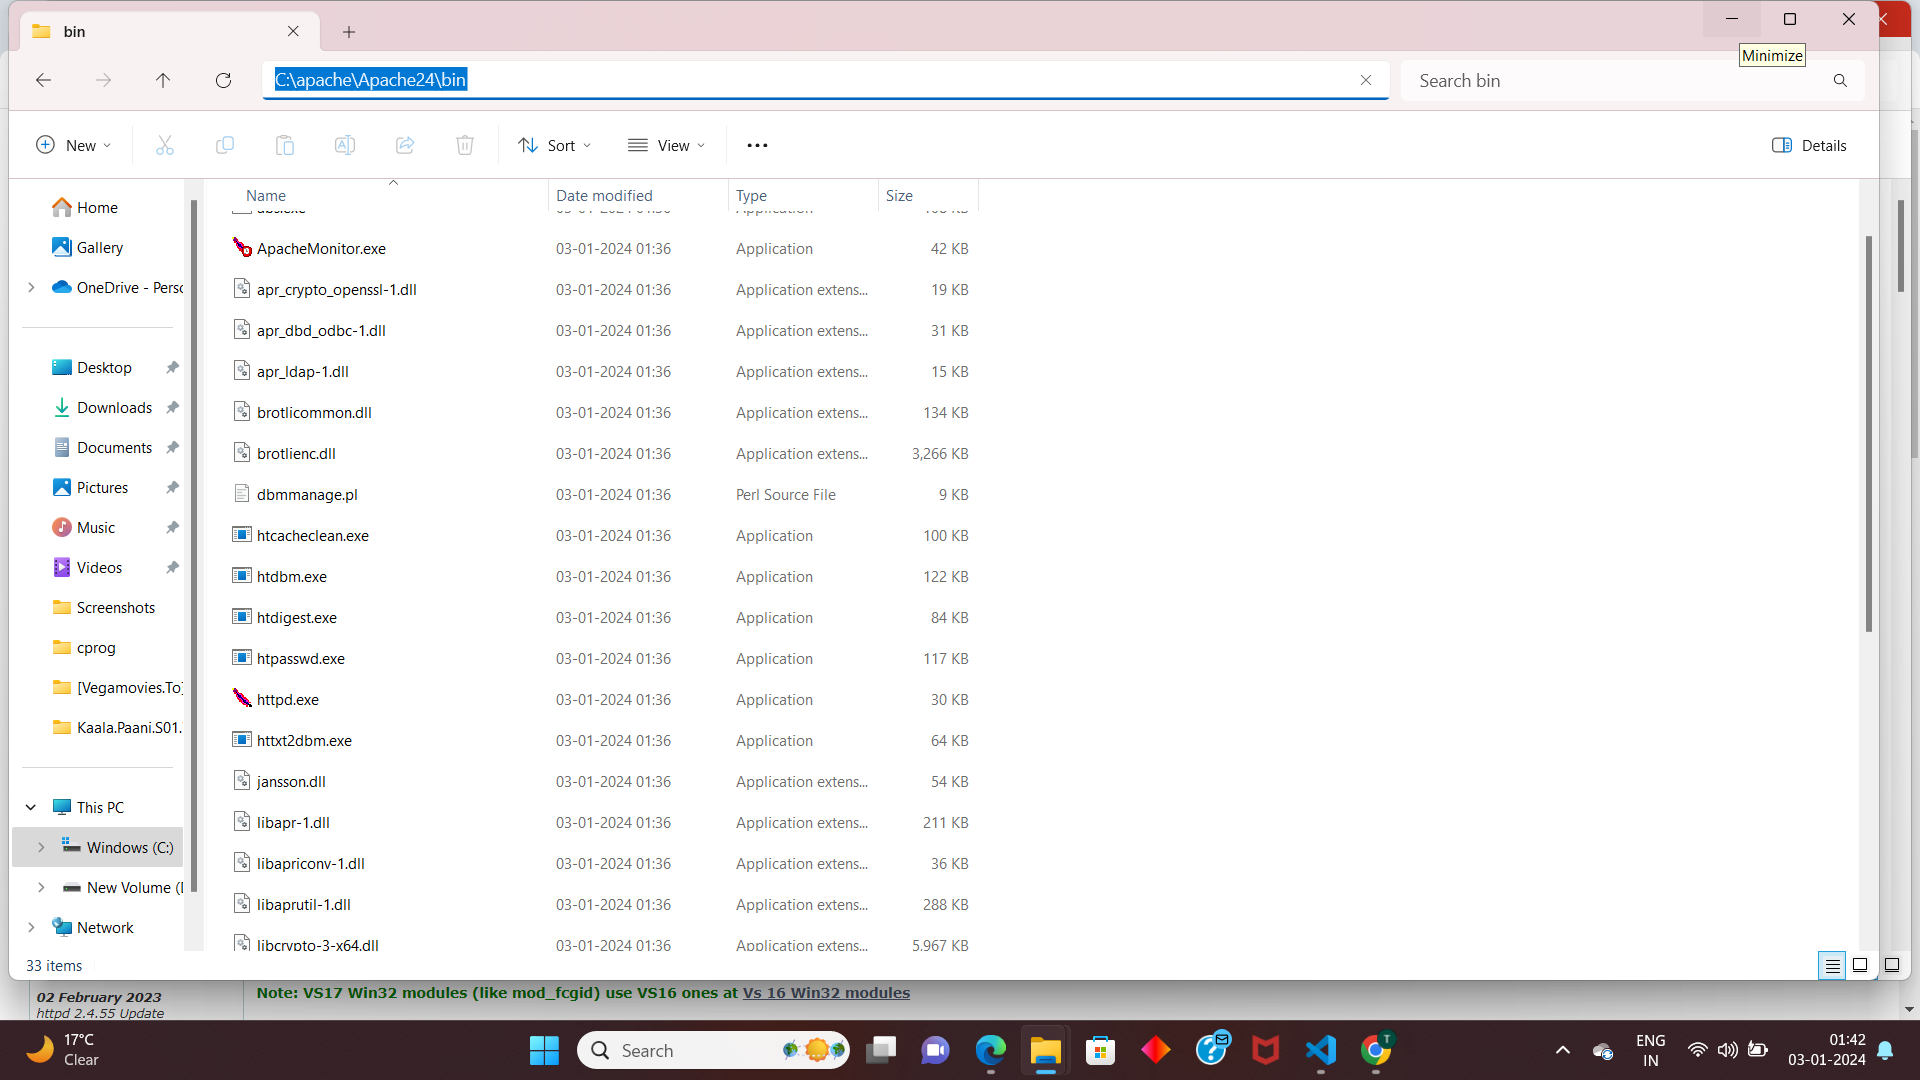 bin
C:\apache\Apache24\bin
Search bin
Minimize
New
Sort
View
Details
Home
Gallery
OneDrive - Perso
Desktop
Downloads
Documents
Pictures
Music
Videos
Screenshots
cprog
[Vegamovies.To]
Kaala.Paani.S01.
This PC
Windows (C:)
New Volume (
Network
Name Date modified Type Size
ApacheMonitor.exe 03-01-2024 01:36 Application 42 KB
apr_crypto_openssl-1.dll 03-01-2024 01:36 Application extens... 19 KB
apr_dbd_odbc-1.dll 03-01-2024 01:36 Application extens... 31 KB
apr_ldap-1.dll 03-01-2024 01:36 Application extens... 15 KB
brotlicommon.dll 03-01-2024 01:36 Application extens... 134 KB
brotlienc.dll 03-01-2024 01:36 Application extens... 3,266 KB
dbmmanage.pl 03-01-2024 01:36 Perl Source File 9 KB
htcacheclean.exe 03-01-2024 01:36 Application 100 KB
htdbm.exe 03-01-2024 01:36 Application 122 KB
htdigest.exe 03-01-2024 01:36 Application 84 KB
htpasswd.exe 03-01-2024 01:36 Application 117 KB
httpd.exe 03-01-2024 01:36 Application 30 KB
httxt2dbm.exe 03-01-2024 01:36 Application 64 KB
jansson.dll 03-01-2024 01:36 Application extens... 54 KB
libapr-1.dll 03-01-2024 01:36 Application extens... 211 KB
libapriconv-1.dll 03-01-2024 01:36 Application extens... 36 KB
libaprutil-1.dll 03-01-2024 01:36 Application extens... 288 KB
libcrypto-3-x64.dll 03-01-2024 01:36 Application extens... 5,967 KB
33 items
02 February 2023
httpd 2.4.55 Update
Note: VS17 Win32 modules (like mod_fcgid) use VS16 ones at Vs 16 Win32 modules
17°C
Clear
Search
T
ENG
IN
01:42
03-01-2024